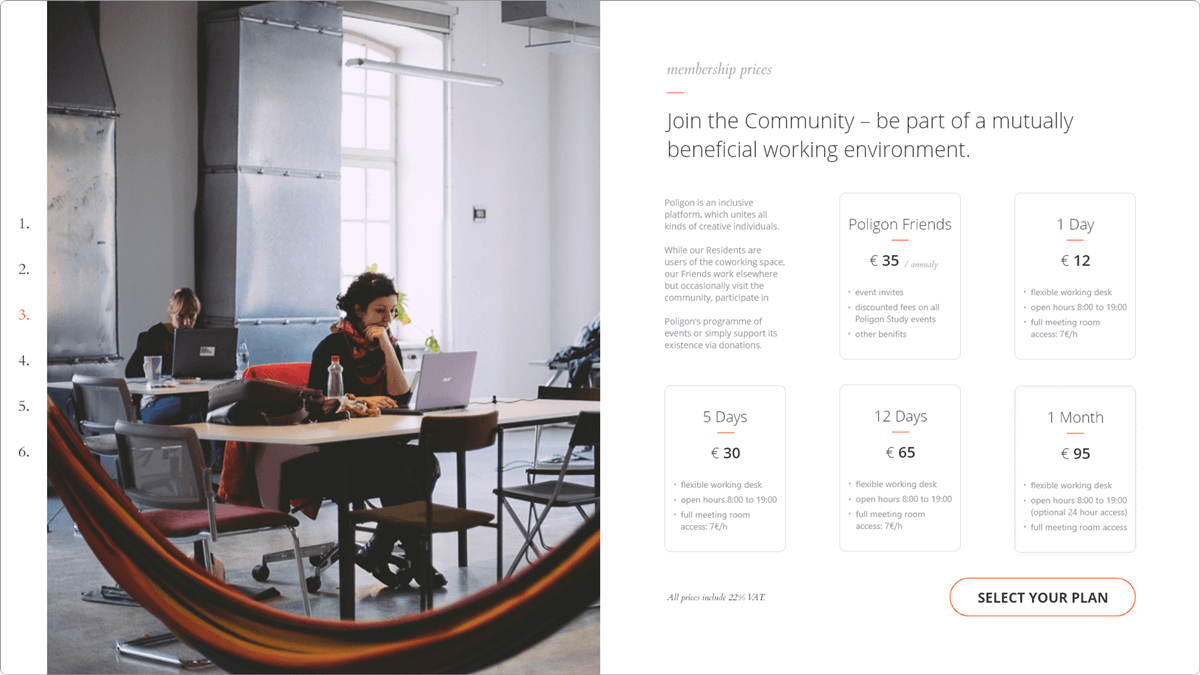 1.
2.
3.
4.
5.
6.
membership prices
Join the Community – be part of a mutually
beneficial working environment.
Poligon is an inclusive
platform, which unites all
kinds of creative individuals.
While our Residents are
users of the coworking space,
our Friends work elsewhere
but occasionally visit the
community, participate in
Poligon's programme of
events or simply support its
existence via donations.
Poligon Friends
€ 35 / annualy
• event invites
• discounted fees on all
Poligon Study events
• other benifits
1 Day
€ 12
• flexible working desk
• open hours 8:00 to 19:00
• full meeting room
access: 7€/h
5 Days
€ 30
• flexible working desk
• open hours 8:00 to 19:00
• full meeting room
access: 7€/h
12 Days
€ 65
• flexible working desk
• open hours 8:00 to 19:00
• full meeting room
access: 7€/h
1 Month
€ 95
• flexible working desk
• open hours 8:00 to 19:00
(optional 24 hour access)
• full meeting room access
All prices include 22% VAT.
SELECT YOUR PLAN